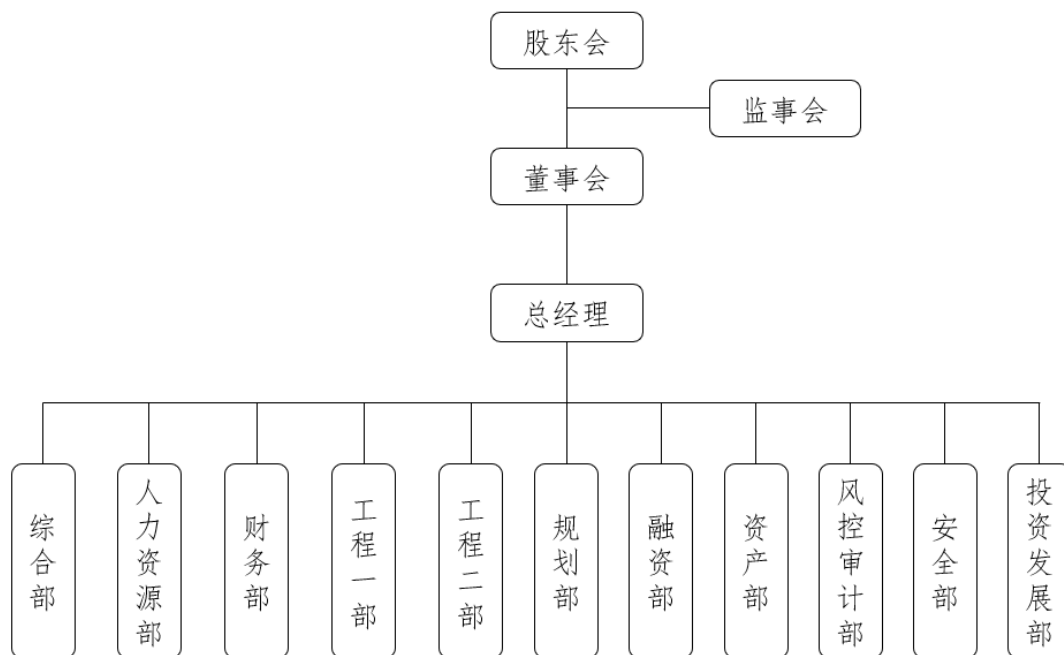 股东会
监事会
董事会
总经理
综合部
人力资源部
财务部
工程一部
工程二部
规划部
融资部
资产部
风控审计部
安全部
投资发展部